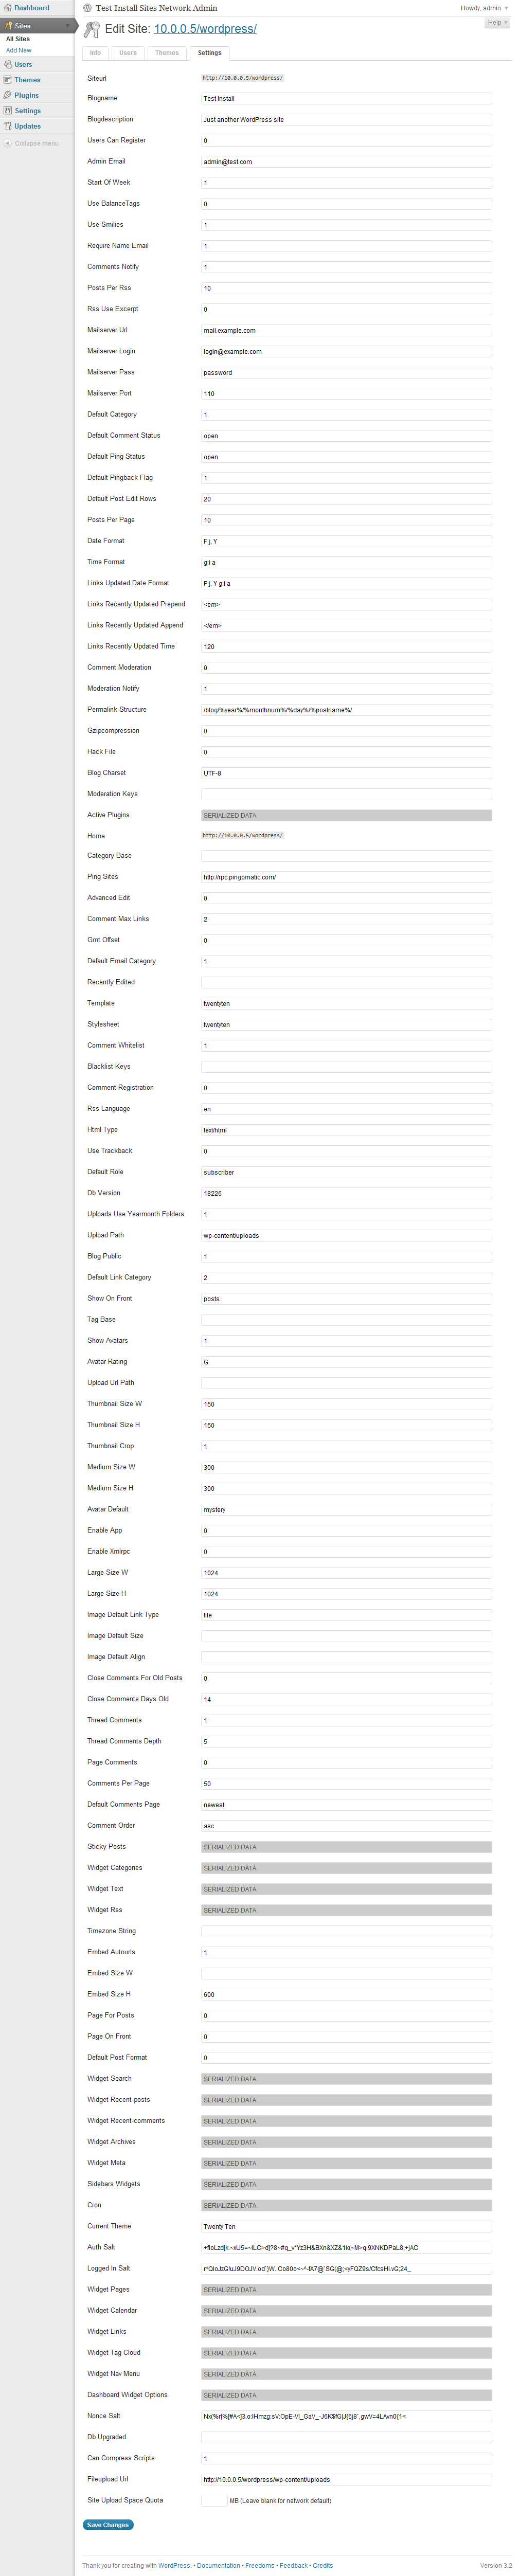 Test Install Sites Network Admin
Howdy, admin
Help
Dashboard
Sites
All Sites
Add New
Users
Themes
Plugins
Settings
Updates
Collapse menu
Edit Site: 10.0.0.5/wordpress/
Info Users Themes Settings
Siteurl http://10.0.0.5/wordpress/
Blogname Test Install
Blogdescription Just another WordPress site
Users Can Register 0
Admin Email admin@test.com
Start Of Week 1
Use BalanceTags 0
Use Smilies 1
Require Name Email 1
Comments Notify 1
Posts Per Rss 10
Rss Use Excerpt 0
Mailserver Url mail.example.com
Mailserver Login login@example.com
Mailserver Pass password
Mailserver Port 110
Default Category 1
Default Comment Status open
Default Ping Status open
Default Pingback Flag 1
Default Post Edit Rows 20
Posts Per Page 10
Date Format F j, Y
Time Format g:i a
Links Updated Date Format F j, Y g:i a
Links Recently Updated Prepend <em>
Links Recently Updated Append </em>
Links Recently Updated Time 120
Comment Moderation 0
Moderation Notify 1
Permalink Structure /blog/%year%/%monthnum%/%day%/%postname%/
Gzipcompression 0
Hack File 0
Blog Charset UTF-8
Moderation Keys
Active Plugins SERIALIZED DATA
Home http://10.0.0.5/wordpress/
Category Base
Ping Sites http://rpc.pingomatic.com/
Advanced Edit 0
Comment Max Links 2
Gmt Offset 0
Default Email Category 1
Recently Edited
Template twentyten
Stylesheet twentyten
Comment Whitelist 1
Blacklist Keys
Comment Registration 0
Rss Language en
Html Type text/html
Use Trackback 0
Default Role subscriber
Db Version 18226
Uploads Use Yearmonth Folders 1
Upload Path wp-content/uploads
Blog Public 1
Default Link Category 2
Show On Front posts
Tag Base
Show Avatars 1
Avatar Rating G
Upload Url Path
Thumbnail Size W 150
Thumbnail Size H 150
Thumbnail Crop 1
Medium Size W 300
Medium Size H 300
Avatar Default mystery
Enable App 0
Enable Xmlrpc 0
Large Size W 1024
Large Size H 1024
Image Default Link Type file
Image Default Size
Image Default Align
Close Comments For Old Posts 0
Close Comments Days Old 14
Thread Comments 1
Thread Comments Depth 5
Page Comments 0
Comments Per Page 50
Default Comments Page newest
Comment Order asc
Sticky Posts SERIALIZED DATA
Widget Categories SERIALIZED DATA
Widget Text SERIALIZED DATA
Widget Rss SERIALIZED DATA
Timezone String
Embed Autourls 1
Embed Size W
Embed Size H 600
Page For Posts 0
Page On Front 0
Default Post Format 0
Widget Search SERIALIZED DATA
Widget Recent-posts SERIALIZED DATA
Widget Recent-comments SERIALIZED DATA
Widget Archives SERIALIZED DATA
Widget Meta SERIALIZED DATA
Sidebars Widgets SERIALIZED DATA
Cron SERIALIZED DATA
Current Theme Twenty Ten
Auth Salt
Logged In Salt
Widget Pages SERIALIZED DATA
Widget Calendar SERIALIZED DATA
Widget Links SERIALIZED DATA
Widget Tag Cloud SERIALIZED DATA
Widget Nav Menu SERIALIZED DATA
Dashboard Widget Options SERIALIZED DATA
Nonce Salt
Db Upgraded
Can Compress Scripts 1
Fileupload Url http://10.0.0.5/wordpress/wp-content/uploads
Site Upload Space Quota MB (Leave blank for network default)
Save Changes
Thank you for creating with WordPress. • Documentation • Freedoms • Feedback • Credits
Version 3.2